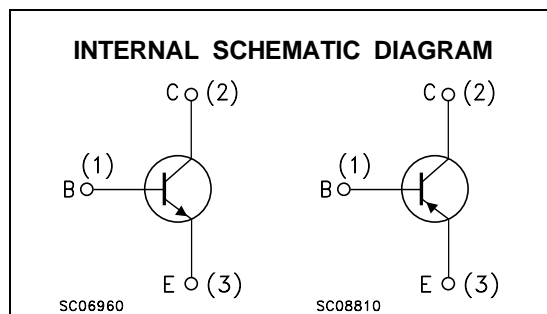 INTERNAL SCHEMATIC DIAGRAM
C (2) C (2)
(1) (1)
B B
E (3) E (3)
SC06960 SC08810